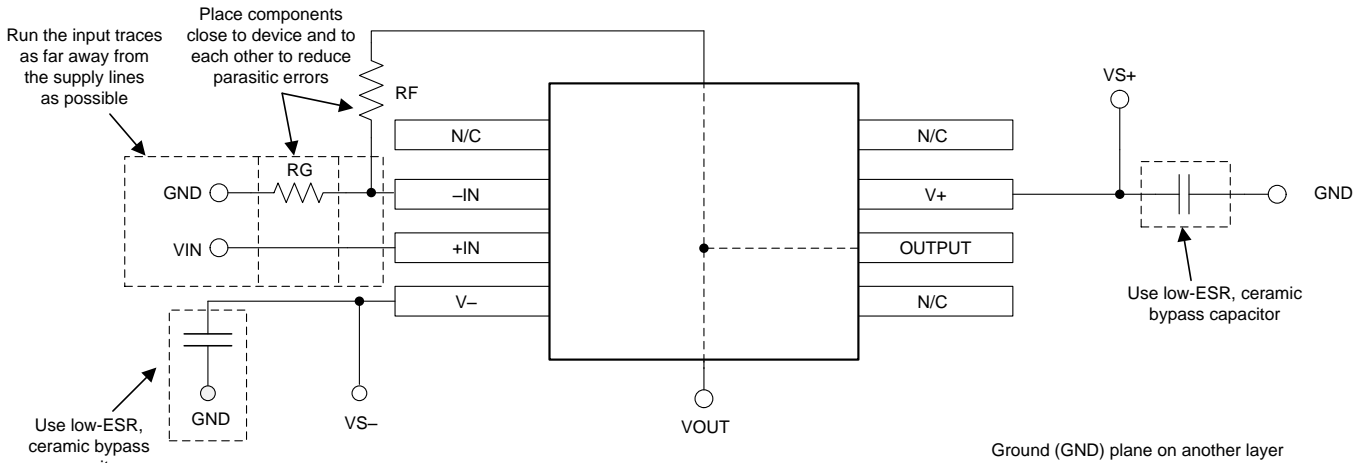 Run the input traces
as far away from
the supply lines
as possible
Place components
close to device and to
each other to reduce
parasitic errors
RF
VS+
N/C
N/C
RG
GND
–IN
V+
GND
VIN
+IN
OUTPUT
V–
N/C
Use low-ESR, ceramic
bypass capacitor
GND
VS–
VOUT
Use low-ESR,
ceramic bypass
Ground (GND) plane on another layer